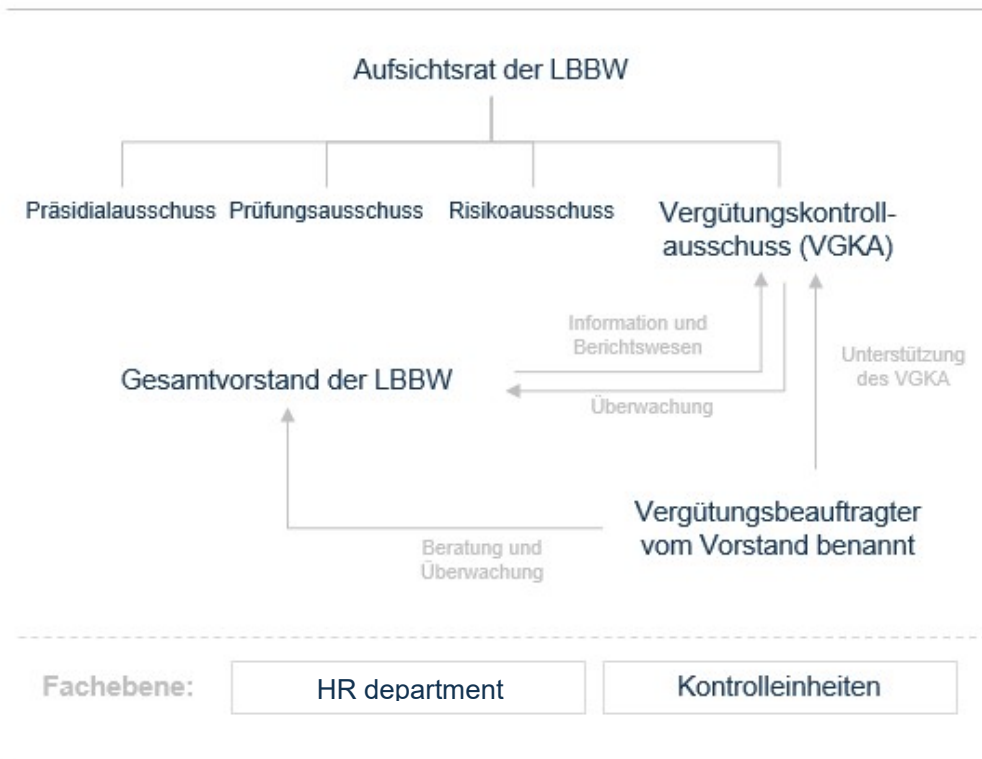 Aufsichtsrat der LBBW
Präsidialausschuss
Prüfungsausschuss
Risikoausschuss
Vergütungskontroll-
ausschuss (VGKA)
Information und
Berichtswesen
Unterstützung
des VGKA
Gesamtvorstand der LBBW
Überwachung
Vergütungsbeauftragter
vom Vorstand benannt
Beratung und
Überwachung
Fachebene:
HR department
Kontrolleinheiten